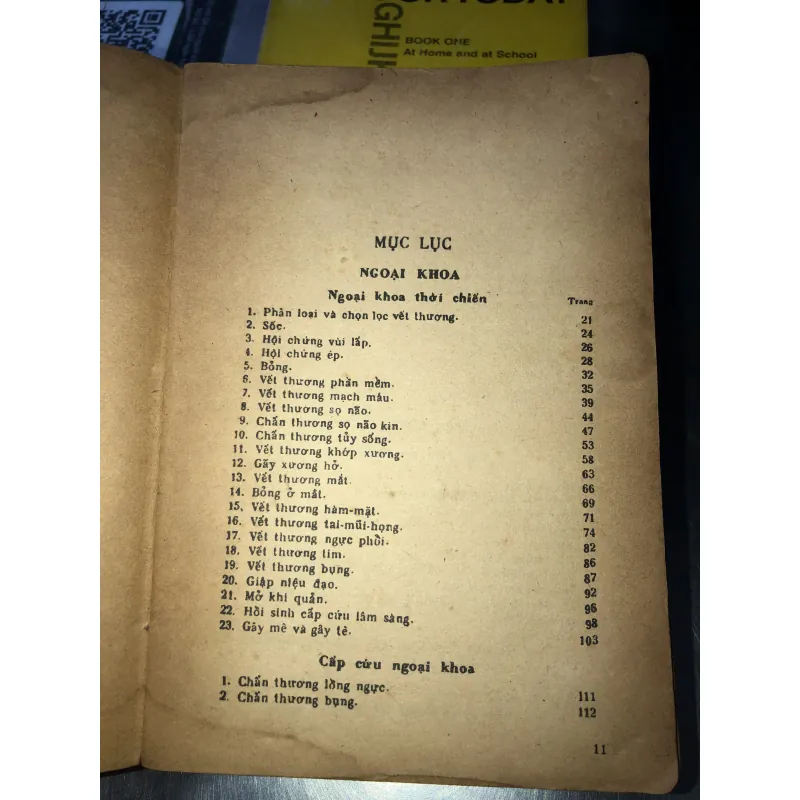 BOOK ONE
At Home and at School
GHIJK
MỤC LỤC
NGOẠI KHOA
Ngoại khoa thời chiến Trang
1. Phân loại và chọn lọc vết thương. 21
2. Sốc. 24
3. Hội chứng vùi lấp. 26
4. Hội chứng ép. 28
5. Bỏng. 32
6. Vết thương phần mềm. 35
7. Vết thương mạch máu. 39
8. Vết thương sọ não. 44
9. Chấn thương sọ não kín. 47
10. Chấn thương tủy sống. 53
11. Vết thương khớp xương. 58
12. Gãy xương hở. 63
13. Vết thương mắt. 66
14. Bỏng ở mắt. 69
15. Vết thương hàm-mặt. 71
16. Vết thương tai-mũi-họng. 74
17. Vết thương ngực phổi. 82
18. Vết thương tim. 86
19. Vết thương bụng. 87
20. Giập niệu đạo. 92
21. Mở khí quản. 96
22. Hồi sinh cấp cứu lâm sàng. 98
23. Gây mê và gây tê. 103
Cấp cứu ngoại khoa
1. Chấn thương lồng ngực. 111
2. Chấn thương bụng. 112
11